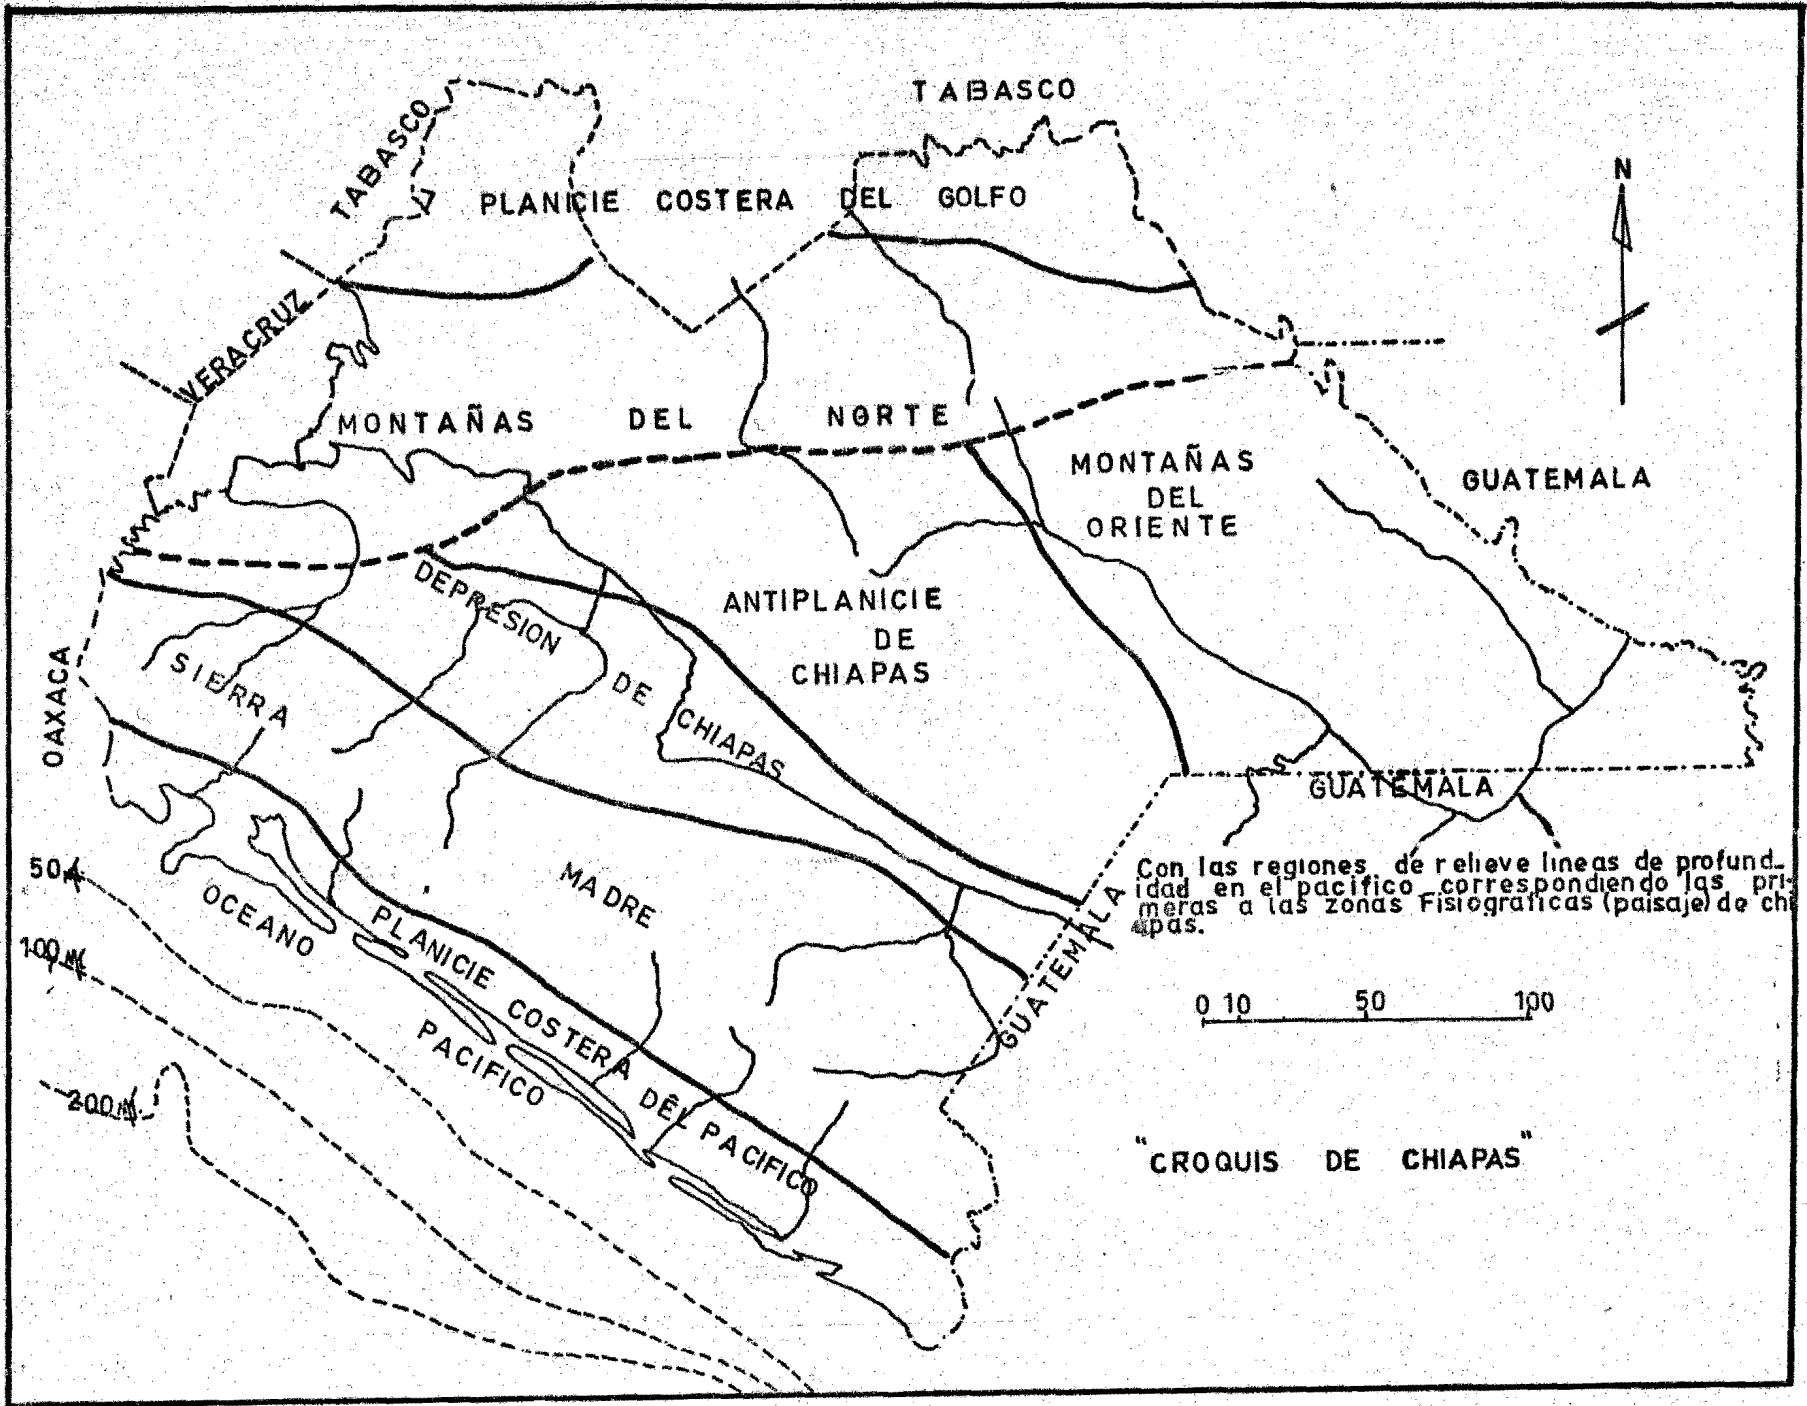 TABASCO
TABASCO
N
PLANICIE COSTERA DEL GOLFO
VERACRUZ
MONTAÑAS DEL NORTE
MONTAÑAS
DEL
ORIENTE
GUATEMALA
DEPRESION DE CHIAPAS
ANTIPLANICIE
DE
CHIAPAS
OAXACA
SIERRA MADRE
GUATEMALA
Con las regiones de relieve lineas de profund-
idad en el pacifico correspondiendo las pri-
meras a las zonas Fisiograficas (paisaje) de chi
apas.
50M
OCEANO PACIFICO
PLANICIE COSTERA DEL PACIFICO
100M
GUATEMALA
0 10 50 100
200M
"CROQUIS DE CHIAPAS"